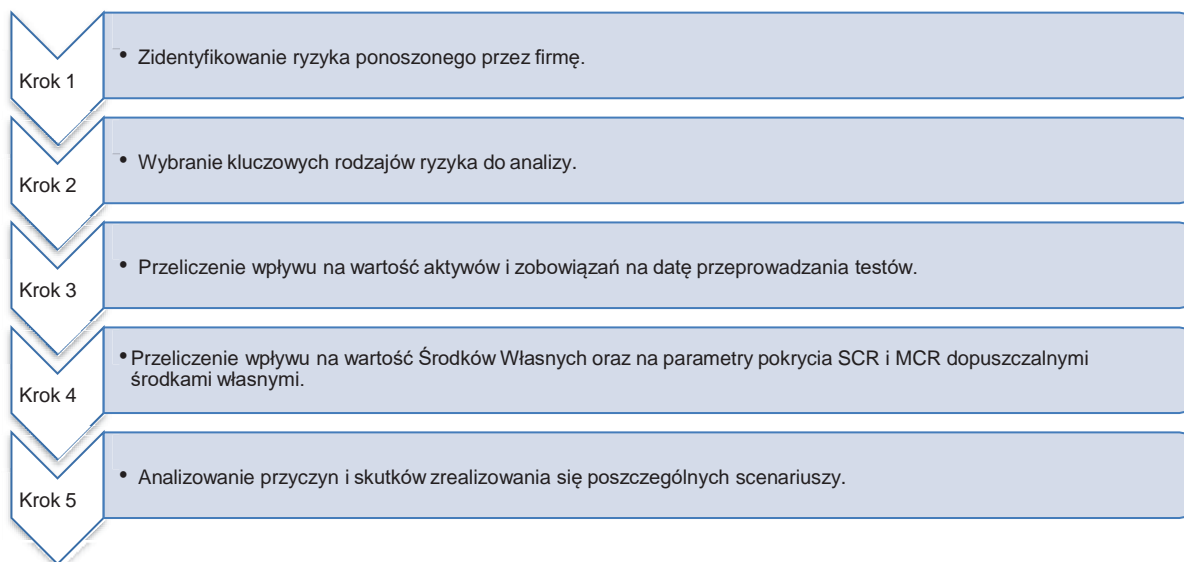 Krok 1
• Zidentyfikowanie ryzyka ponoszonego przez firmę.
Krok 2
• Wybranie kluczowych rodzajów ryzyka do analizy.
Krok 3
• Przeliczenie wpływu na wartość aktywów i zobowiązań na datę przeprowadzania testów.
Krok 4
• Przeliczenie wpływu na wartość Środków Własnych oraz na parametry pokrycia SCR i MCR dopuszczalnymi
środkami własnymi.
Krok 5
• Analizowanie przyczyn i skutków zrealizowania się poszczególnych scenariuszy.